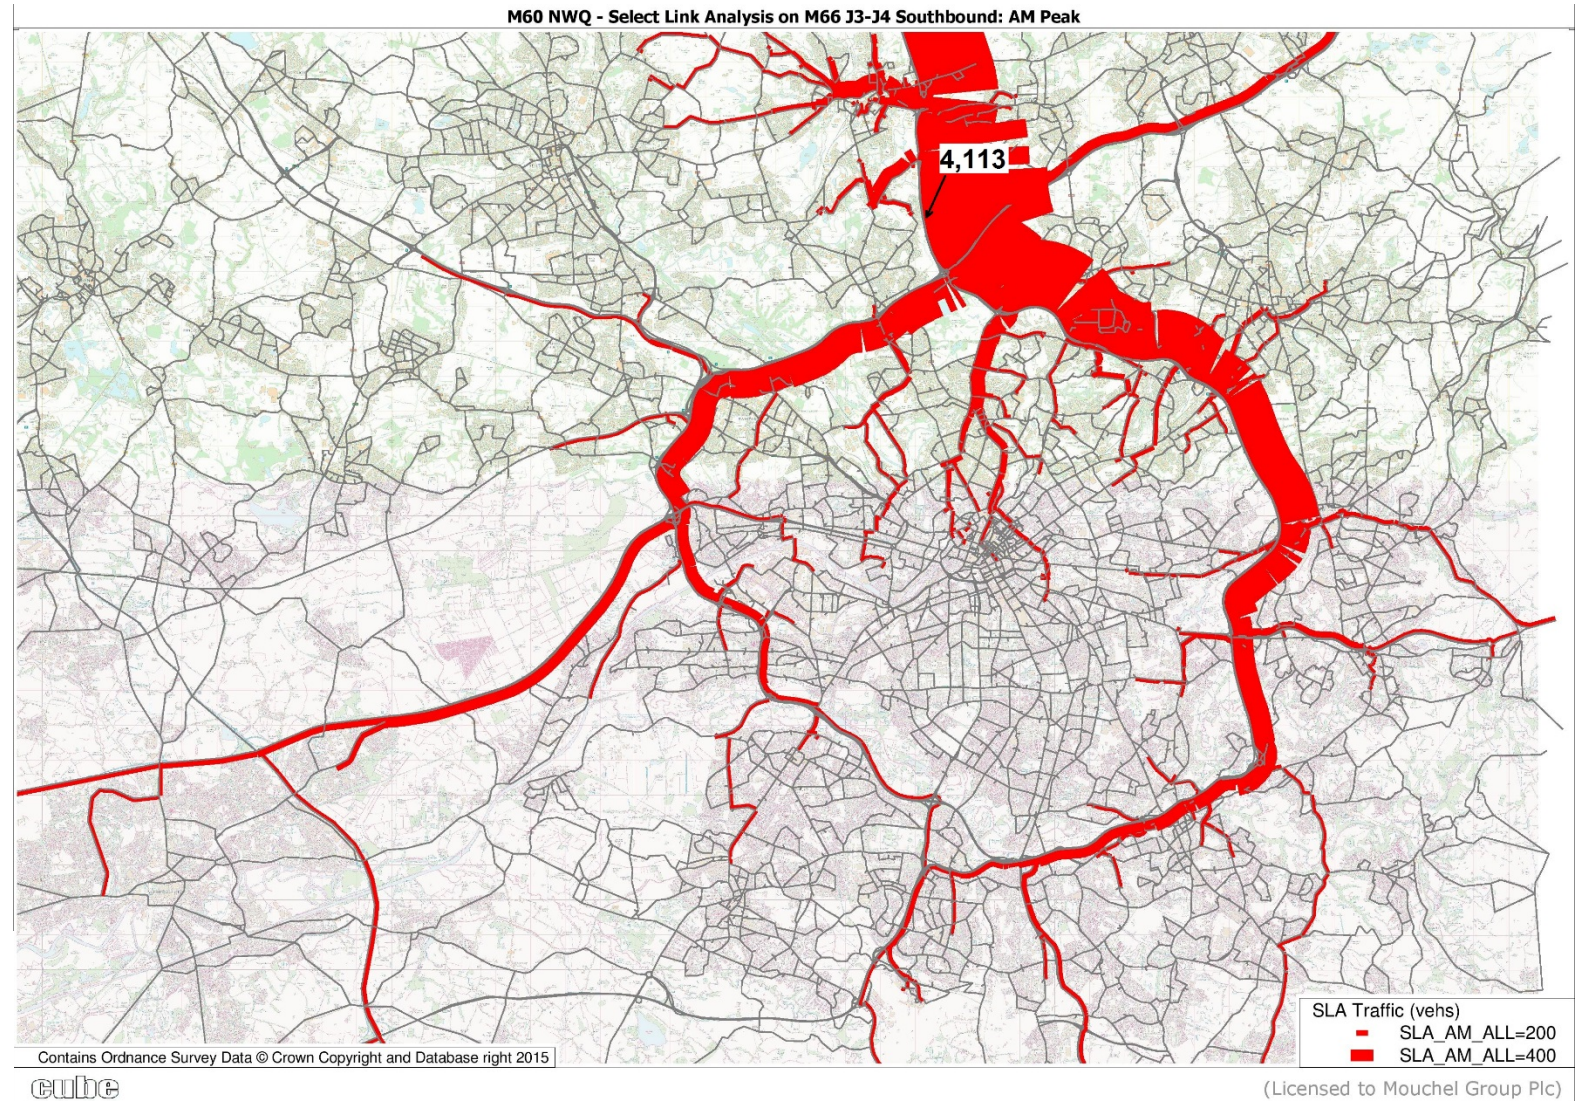 M60 NWQ - Select Link Analysis on M66 J3-J4 Southbound: AM Peak
4,113
SLA Traffic (vehs)
SLA_AM_ALL=200
SLA_AM_ALL=400
Contains Ordnance Survey Data © Crown Copyright and Database right 2015
cube
(Licensed to Mouchel Group Plc)